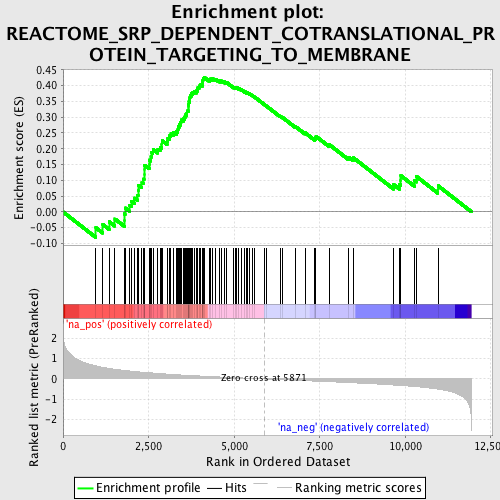 Enrichment plot:
REACTOME_SRP_DEPENDENT_COTRANSLATIONAL_PR
OTEIN_TARGETING_TO_MEMBRANE
Enrichment score (ES)
0.45
0.40
0.35
0.30
0.25
0.20
0.15
0.10
0.05
0.00
-0.05
-0.10
'na_pos' (positively correlated)
Ranked list metric (PreRanked)
2
1
0
-1
-2
Zero cross at 5871
'na_neg' (negatively correlated)
0
2,500
5,000
7,500
10,000
12,500
Rank in Ordered Dataset
Enrichment profile
Hits
Ranking metric scores